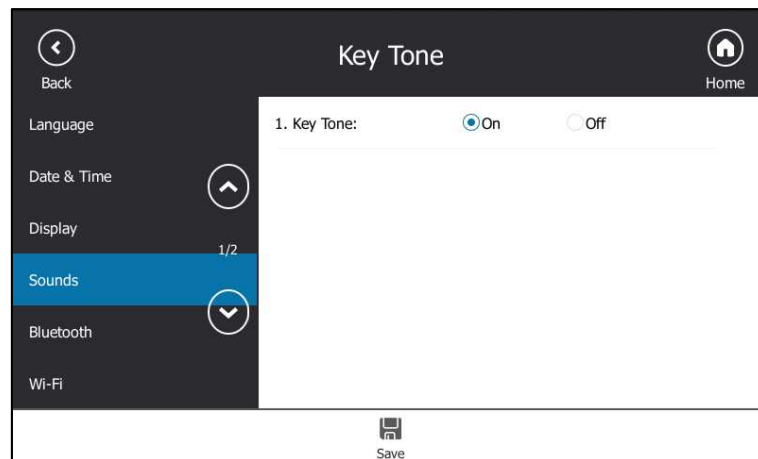 Key Tone
Back
Home
Language
1. Key Tone: On Off
Date & Time
Display
1/2
Sounds
Bluetooth
Wi-Fi
Save